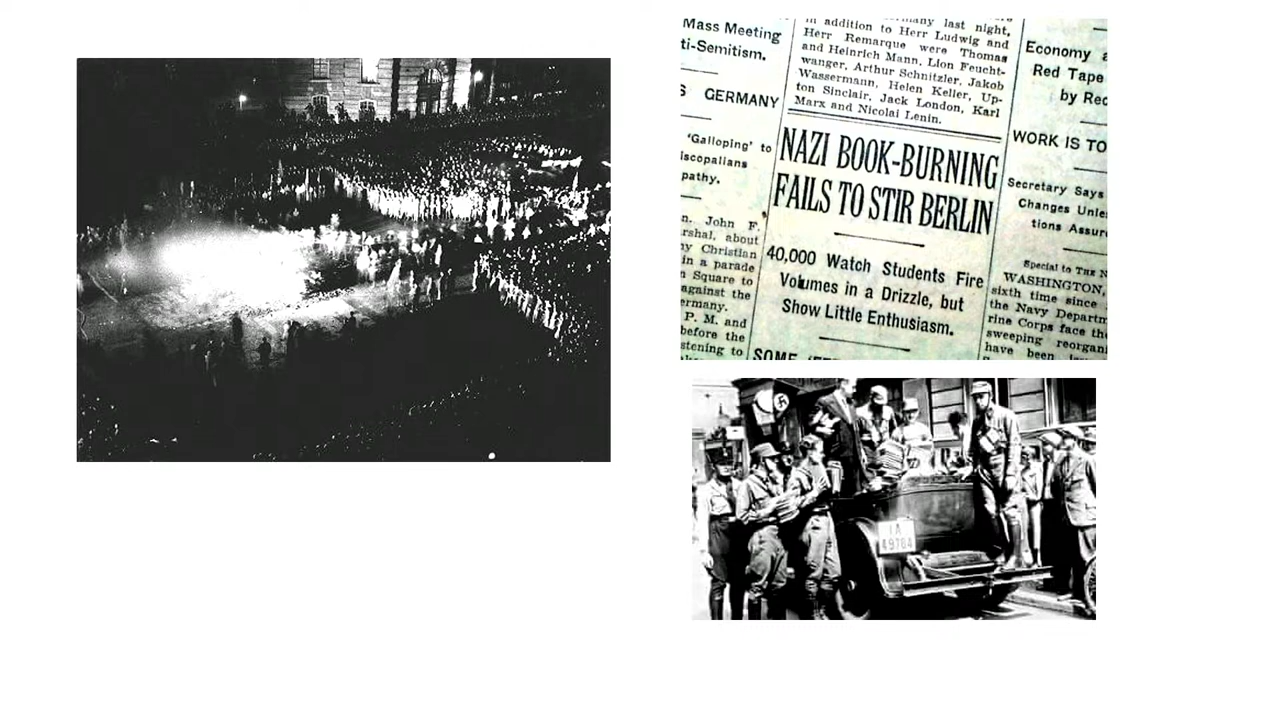 Mass Meeting
ti-Semitism.
GERMANY
'Galloping' to
iscopalians
pathy.
n. John F.
rshal, about
ny Christian
in a parade
n Square to
against the
ermany.
P. M. and
before the
stening to
in addition to Herr Ludwig and
Herr Remarque were Thomas
and Heinrich Mann, Lion Feucht-
wanger, Arthur Schnitzler, Jakob
Wassermann, Helen Keller, Up-
ton Sinclair, Jack London, Karl
Marx and Nicolai Lenin.
NAZI BOOK-BURNING
FAILS TO STIR BERLIN
40,000 Watch Students Fire
Volumes in a Drizzle, but
Show Little Enthusiasm.
SOME
Economy a
Red Tape
by Rec
WORK IS TO
Secretary Says
Changes Unle
tions Assur
Special to THE N
WASHINGTON,
sixth time since
the Navy Departm
rine Corps face the
sweeping reorgani
have been
IA
49784